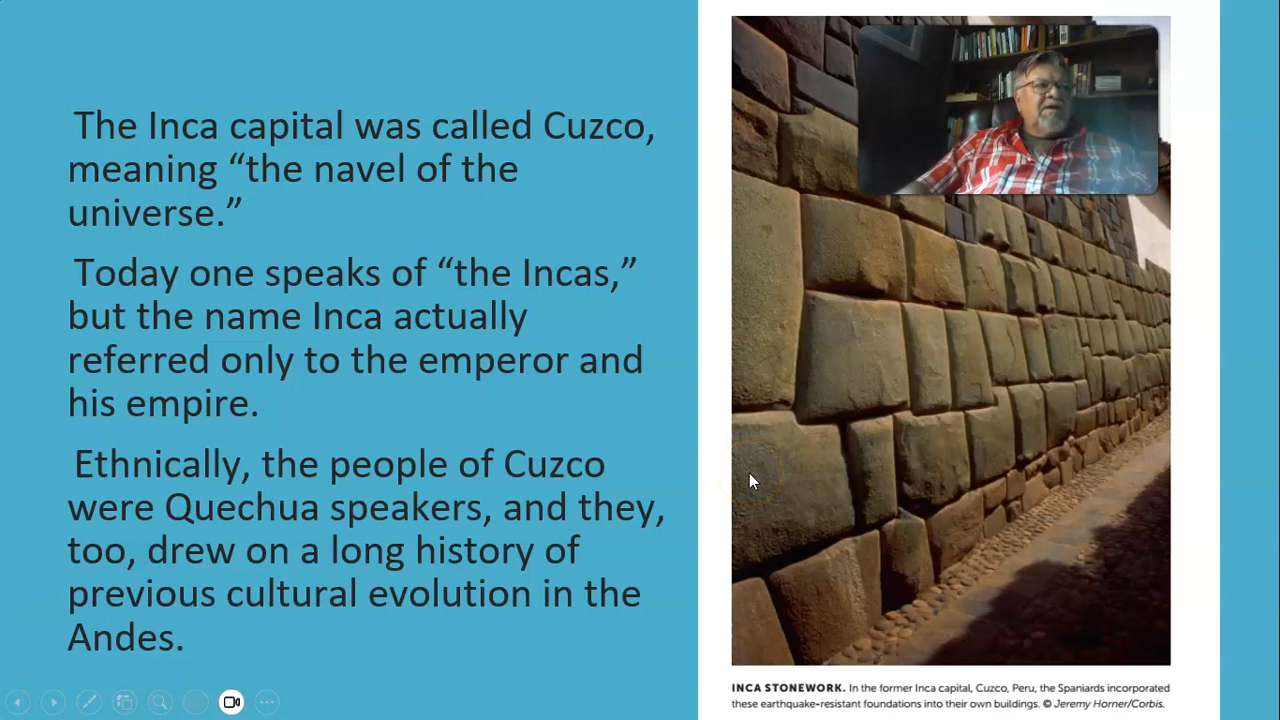 The Inca capital was called Cuzco,
meaning “the navel of the
universe.”
Today one speaks of “the Incas,”
but the name Inca actually
referred only to the emperor and
his empire.
Ethnically, the people of Cuzco
were Quechua speakers, and they,
too, drew on a long history of
previous cultural evolution in the
Andes.
INCA STONEWORK. In the former Inca capital, Cuzco, Peru, the Spaniards incorporated
these earthquake-resistant foundations into their own buildings. © Jeremy Horner/Corbis.